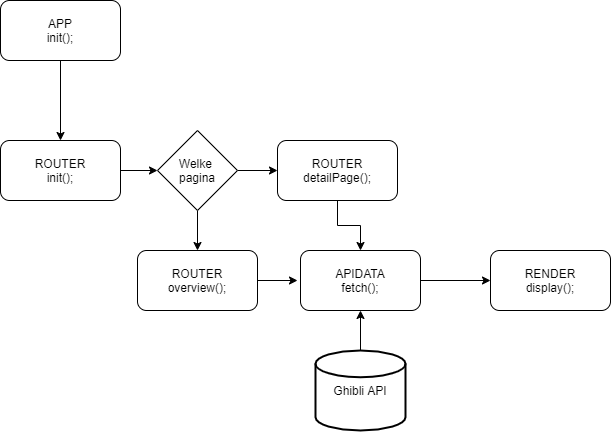 APP
init();
ROUTER
init();
Welke
pagina
ROUTER
detailPage();
ROUTER
overview();
APIDATA
fetch();
RENDER
display();
Ghibli API